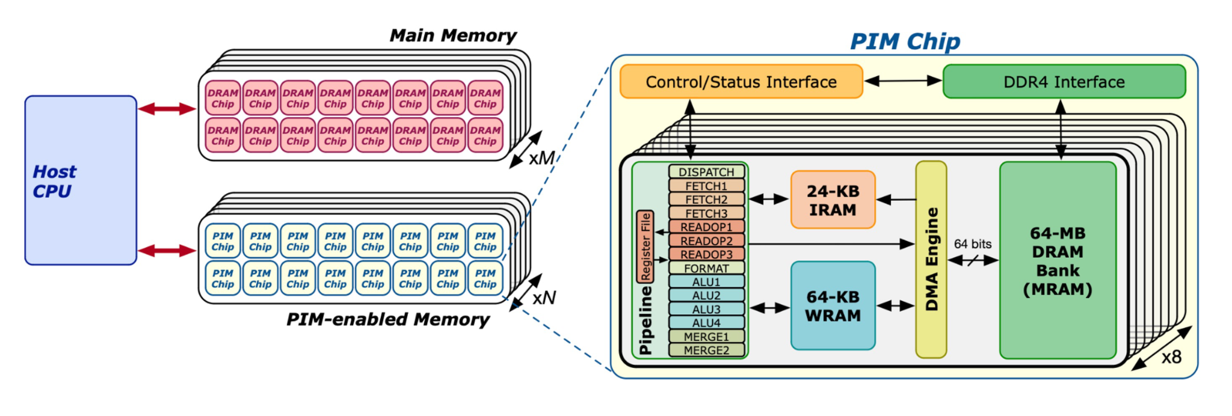 Main Memory
DRAM Chip DRAM Chip DRAM Chip DRAM Chip DRAM Chip DRAM Chip DRAM Chip DRAM Chip
DRAM Chip DRAM Chip DRAM Chip DRAM Chip DRAM Chip DRAM Chip DRAM Chip DRAM Chip
xM
Host
CPU
PIM Chip PIM Chip PIM Chip PIM Chip PIM Chip PIM Chip PIM Chip PIM Chip
PIM Chip PIM Chip PIM Chip PIM Chip PIM Chip PIM Chip PIM Chip PIM Chip
xN
PIM-enabled Memory
PIM Chip
Control/Status Interface
DDR4 Interface
Pipeline
Register File
DISPATCH
FETCH1
FETCH2
FETCH3
READOP1
READOP2
READOP3
FORMAT
ALU1
ALU2
ALU3
ALU4
MERGE1
MERGE2
24-KB
IRAM
64-KB
WRAM
DMA Engine
64 bits
64-MB
DRAM
Bank
(MRAM)
x8